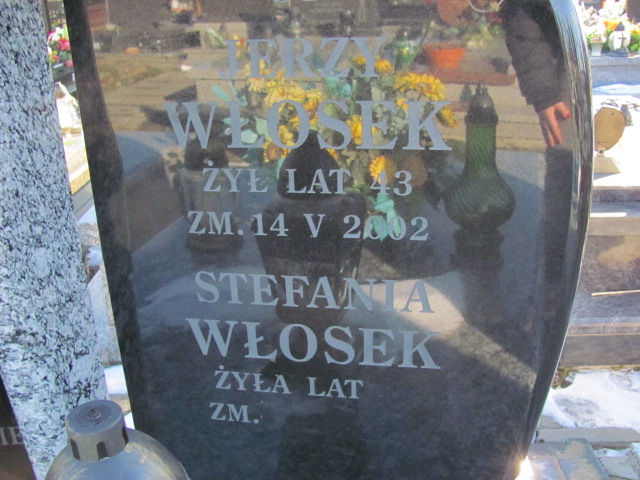 JERZY
WŁOSEK
ŻYŁ LAT 43
ZM. 14 V 2002
STEFANIA
WŁOSEK
ŻYŁA LAT
ZM.